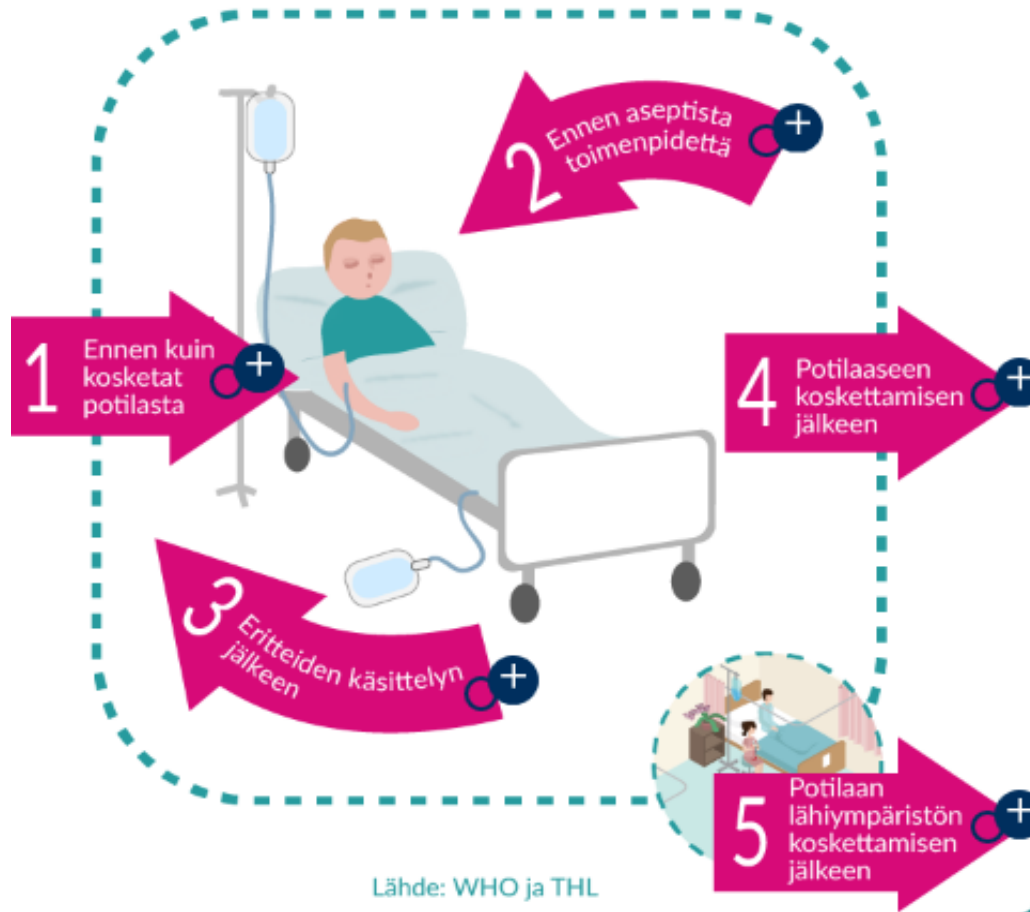 1
Ennen kuin
kosketat
potilasta
2
Ennen aseptista
toimenpidettä
3
Eritteiden käsittelyn
jälkeen
4
Potilaaseen
koskettamisen
jälkeen
5
Potilaan
lähiympäristön
koskettamisen
jälkeen
Lähde: WHO ja THL